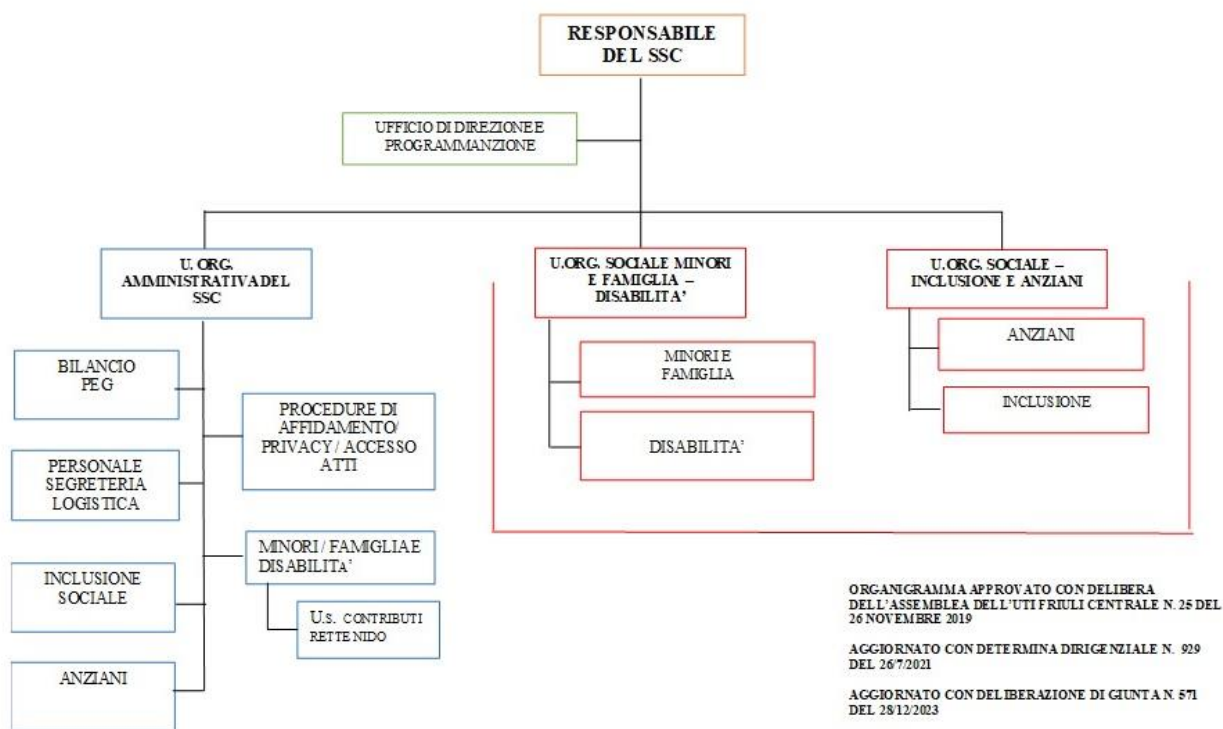 RESPONSABILE
DEL SSC
UFFICIO DI DIREZIONE E
PROGRAMMANZIONE
U. ORG.
AMMINISTRATIVA DEL
SSC
U.ORG. SOCIALE MINORI
E FAMIGLIA –
DISABILITA’
U.ORG. SOCIALE –
INCLUSIONE E ANZIANI
BILANCIO
PEG
PROCEDURE DI
AFFIDAMENTO/
PRIVACY / ACCESSO
ATTI
PERSONALE
SEGRETERIA
LOGISTICA
MINORI / FAMIGLIA E
DISABILITA’
INCLUSIONE
SOCIALE
U.S. CONTRIBUTI
RETTE NIDO
ANZIANI
MINORI E
FAMIGLIA
DISABILITA’
ANZIANI
INCLUSIONE
ORGANIGRAMMA APPROVATO CON DELIBERA
DELL’ASSEMBLEA DELL’UTI FRIULI CENTRALE N. 25 DEL
26 NOVEMBRE 2019
AGGIORNATO CON DETERMINA DIRIGENZIALE N. 929
DEL 26/7/2021
AGGIORNATO CON DELIBERAZIONE DI GIUNTA N. 571
DEL 28/12/2023